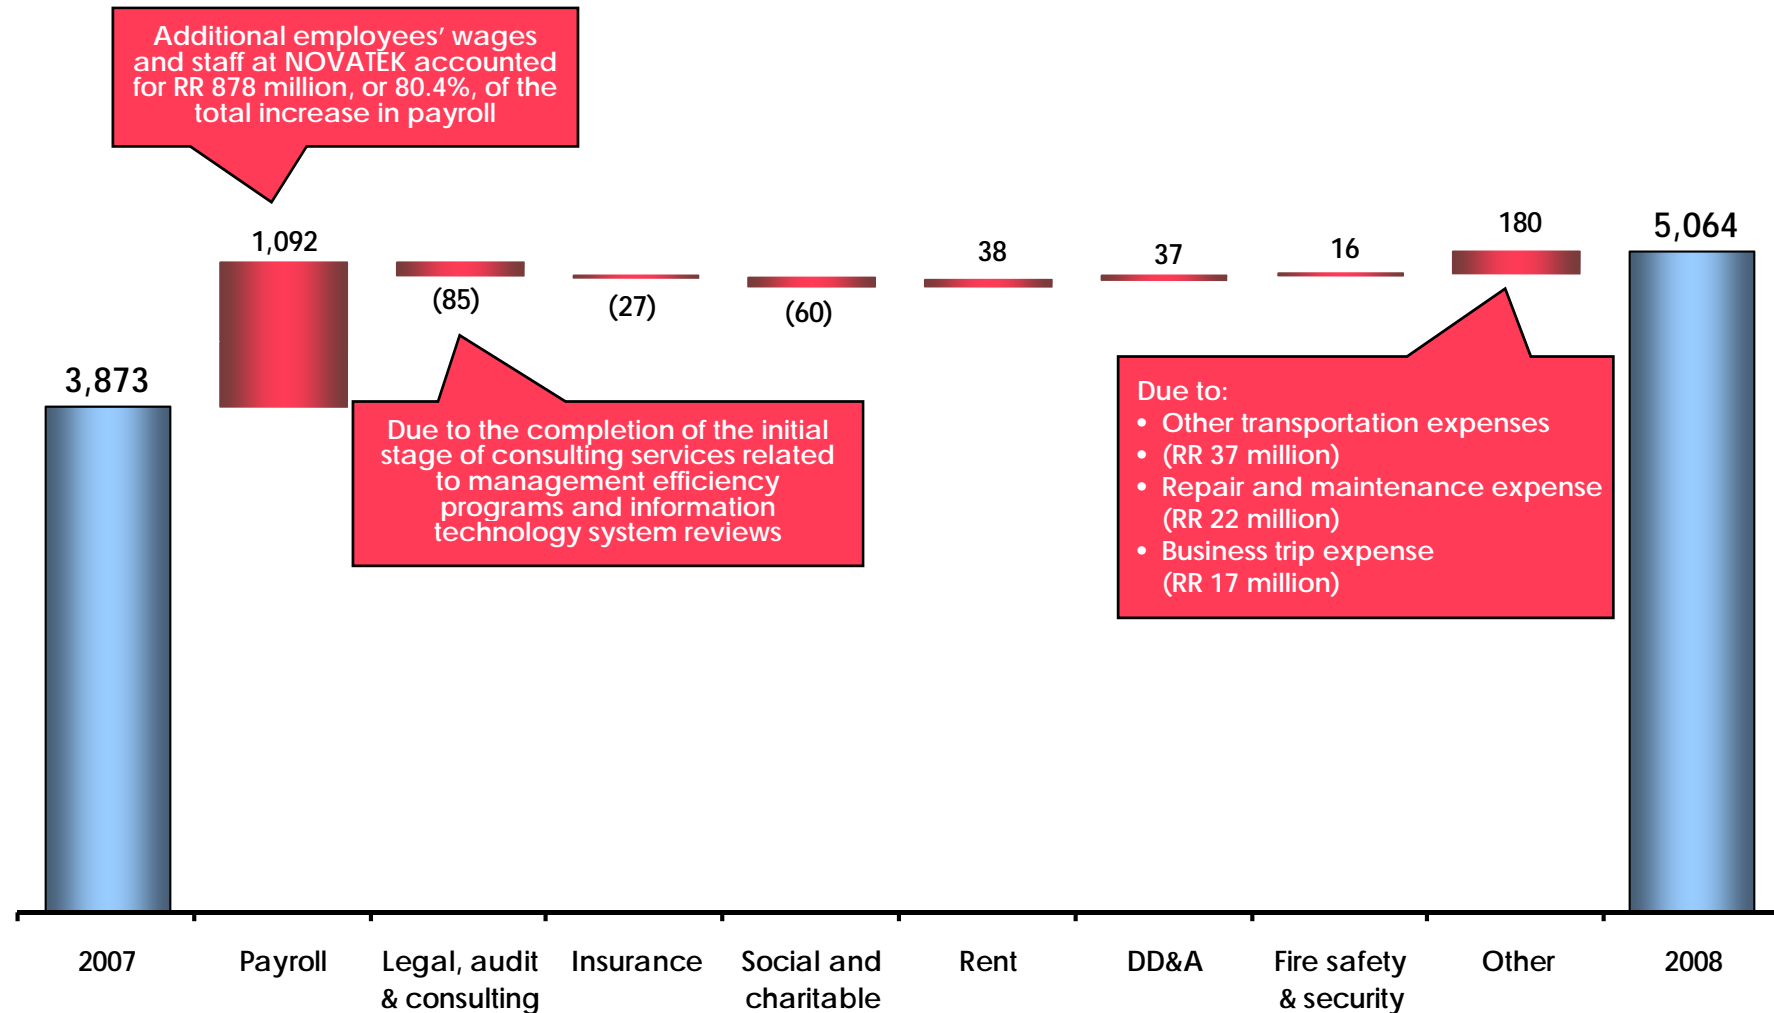 Additional employees' wages
and staff at NOVATEK accounted
for RR 878 million, or 80.4%, of the
total increase in payroll
3,873
1,092
(85)
(27)
(60)
38
37
16
180
5,064
Due to the completion of the initial
stage of consulting services related
to management efficiency
programs and information
technology system reviews
Due to:
• Other transportation expenses
• (RR 37 million)
• Repair and maintenance expense
(RR 22 million)
• Business trip expense
(RR 17 million)
2007
Payroll
Legal, audit
& consulting
Insurance
Social and
charitable
Rent
DD&A
Fire safety
& security
Other
2008